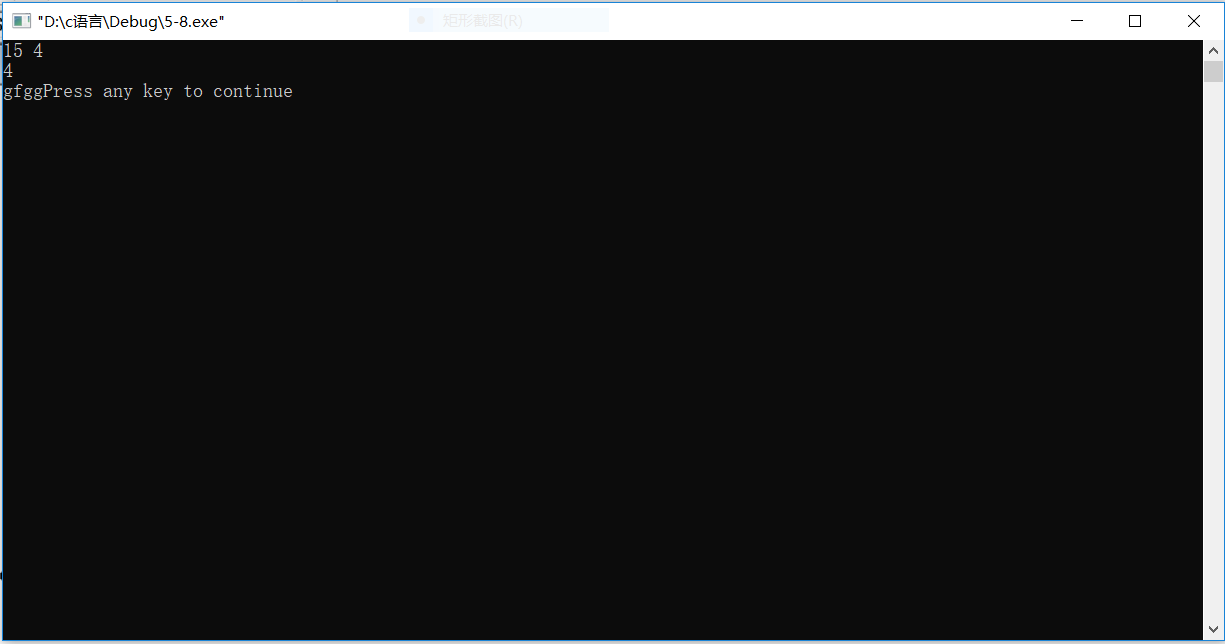 "D:\c语言\Debug\5-8.exe"
矩形截图(R)
15 4
4
gfggPress any key to continue